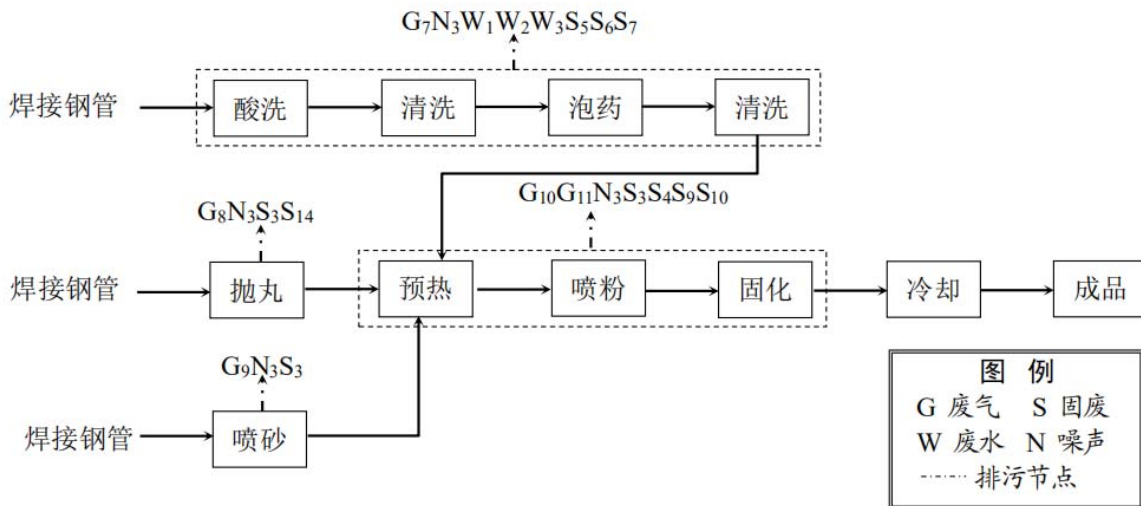 G₇N₃W₁W₂W₃S₅S₆S₇
焊接钢管
酸洗
清洗
泡药
清洗
G₈N₃S₃S₁₄
G₁₀G₁₁N₃S₃S₄S₉S₁₀
焊接钢管
抛丸
预热
喷粉
固化
冷却
成品
G₉N₃S₃
焊接钢管
喷砂
图 例
G 废气 S 固废
W 废水 N 噪声
排污节点